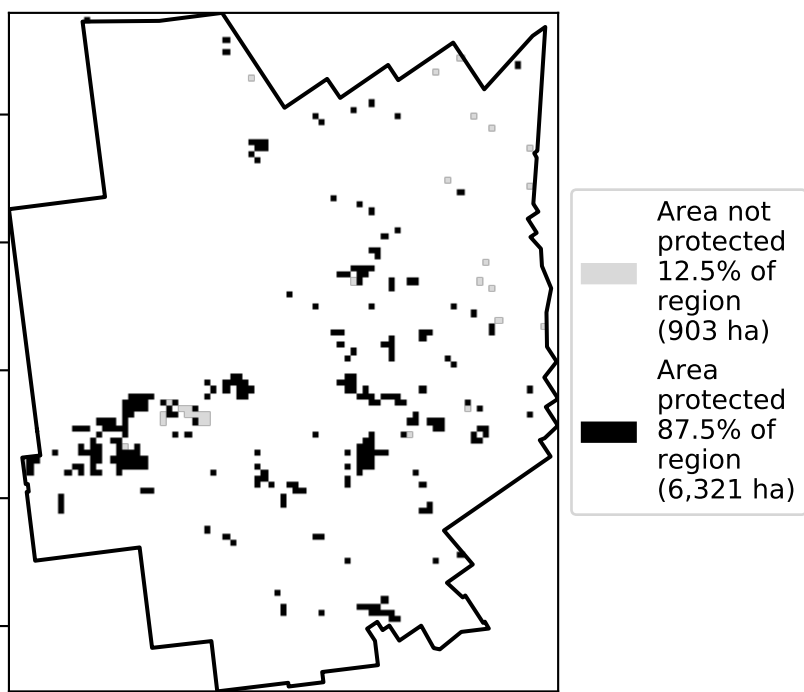 Area not
protected
12.5% of
region
(903 ha)
Area
protected
87.5% of
region
(6,321 ha)